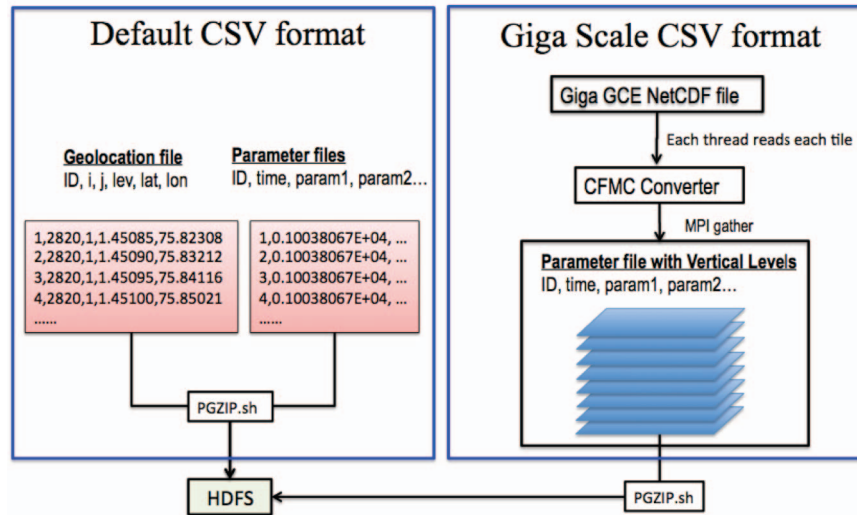 Default CSV format
Geolocation file
ID, i, j, lev, lat, lon
Parameter files
ID, time, param1, param2...
1,2820,1,1.45085,75.82308
2,2820,1,1.45090,75.83212
3,2820,1,1.45095,75.84116
4,2820,1,1.45100,75.85021
......
1,0.10038067E+04, ...
2,0.10038067E+04, ...
3,0.10038067E+04, ...
4,0.10038067E+04, ...
......
PGZIP.sh
HDFS
Giga Scale CSV format
Giga GCE NetCDF file
Each thread reads each tile
CFMC Converter
MPI gather
Parameter file with Vertical Levels
ID, time, param1, param2...
PGZIP.sh